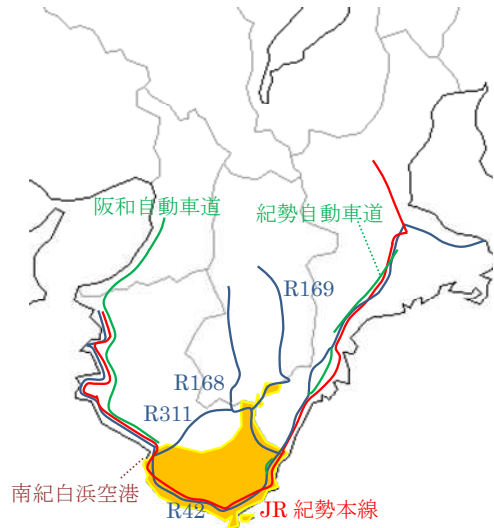 阪和自動車道
紀勢自動車道
R169
R168
R311
南紀白浜空港
R42
JR 紀勢本線